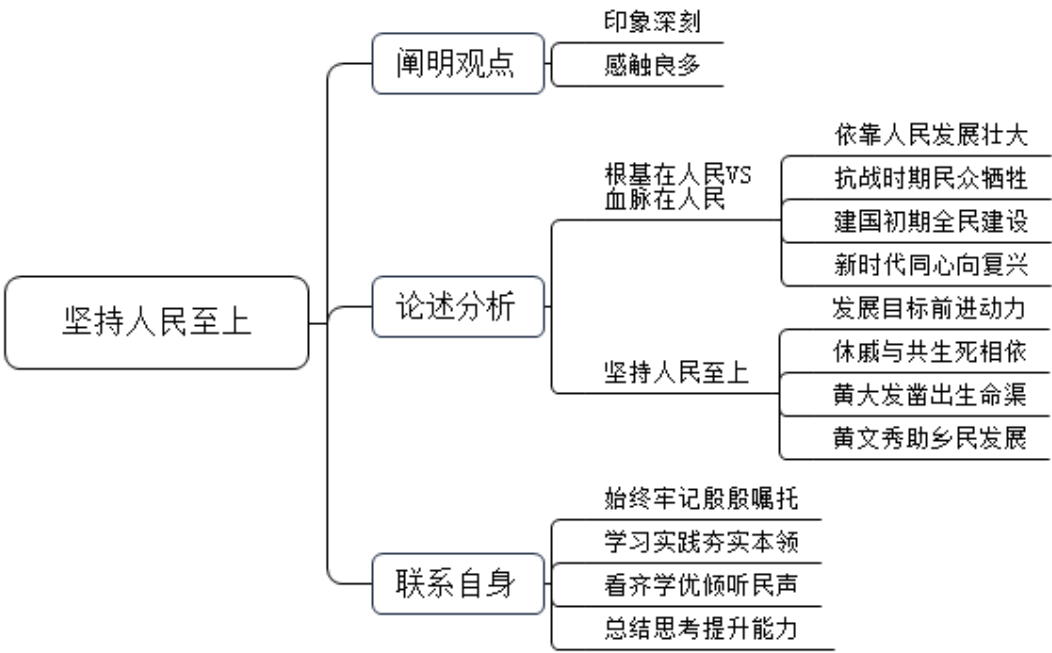 坚持人民至上
阐明观点
印象深刻
感触良多
论述分析
根基在人民VS
血脉在人民
依靠人民发展壮大
抗战时期民众牺牲
建国初期全民建设
新时代同心向复兴
坚持人民至上
发展目标前进动力
休戚与共生死相依
黄大发凿出生命渠
黄文秀助乡民发展
联系自身
始终牢记殷殷嘱托
学习实践夯实本领
看齐学优倾听民声
总结思考提升能力